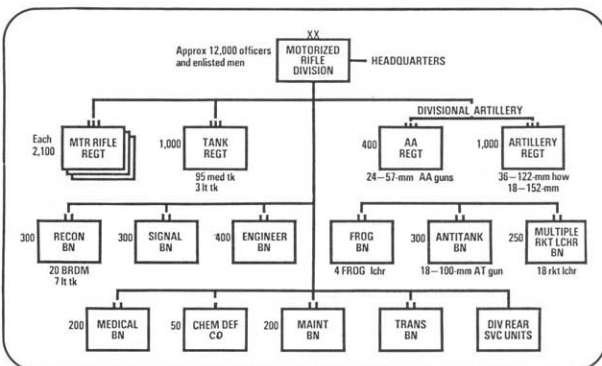 XX
Approx 12,000 officers
and enlisted men
MOTORIZED
RIFLE
DIVISION
HEADQUARTERS
DIVISIONAL ARTILLERY
Each
2,100
MTR RIFLE
REGT
1,000
TANK
REGT
95 med tk
3 lt tk
400
AA
REGT
24–57-mm AA guns
1,000
ARTILLERY
REGT
36–122-mm how
18–152-mm
300
RECON
BN
20 BRDM
7 lt tk
300
SIGNAL
BN
400
ENGINEER
BN
FROG
BN
4 FROG lchr
300
ANTITANK
BN
18–100-mm AT gun
250
MULTIPLE
RKT LCHR
BN
18 rkt lchr
200
MEDICAL
BN
50
CHEM DEF
CO
200
MAINT
BN
TRANS
BN
DIV REAR
SVC UNITS